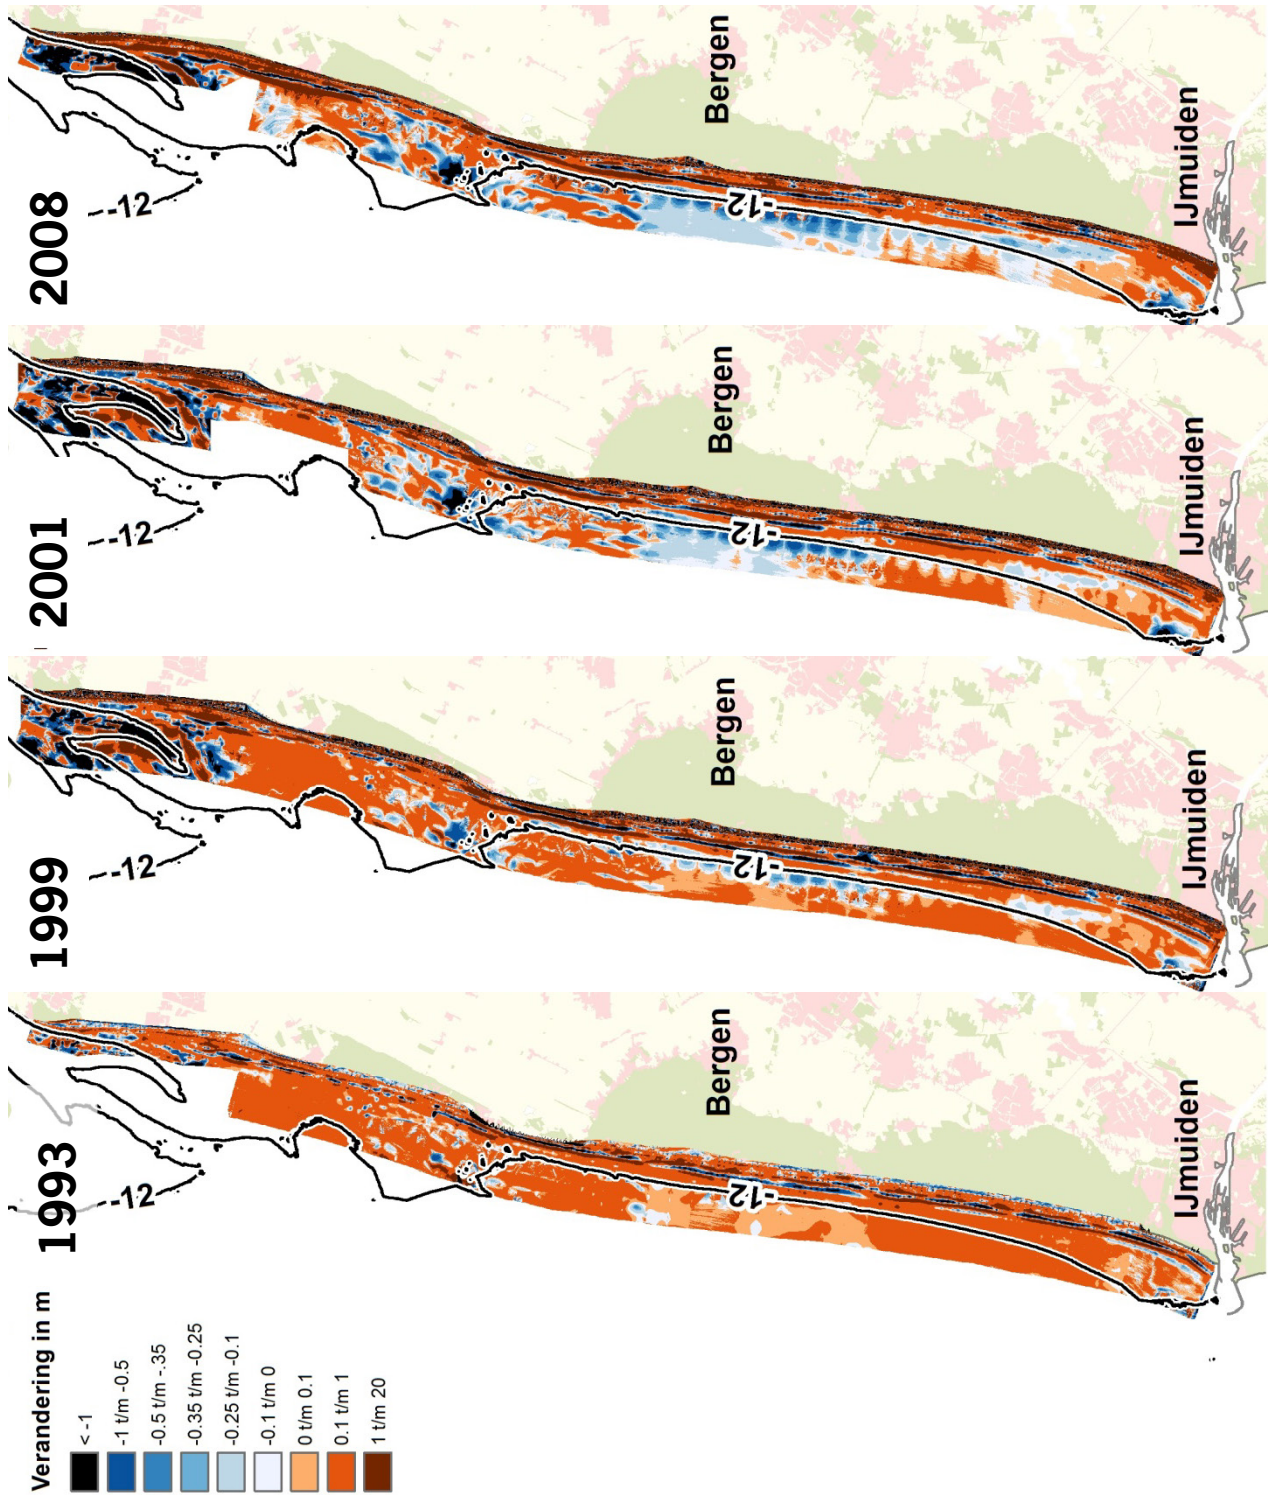 Verandering in m
< -1
-1 t/m -0.5
-0.5 t/m -.35
-0.35 t/m -0.25
-0.25 t/m -0.1
-0.1 t/m 0
0 t/m 0.1
0.1 t/m 1
1 t/m 20
1993
-12
-12
Bergen
IJmuiden
1999
-12
-12
Bergen
IJmuiden
2001
-12
-12
Bergen
IJmuiden
2008
-12
-12
Bergen
IJmuiden